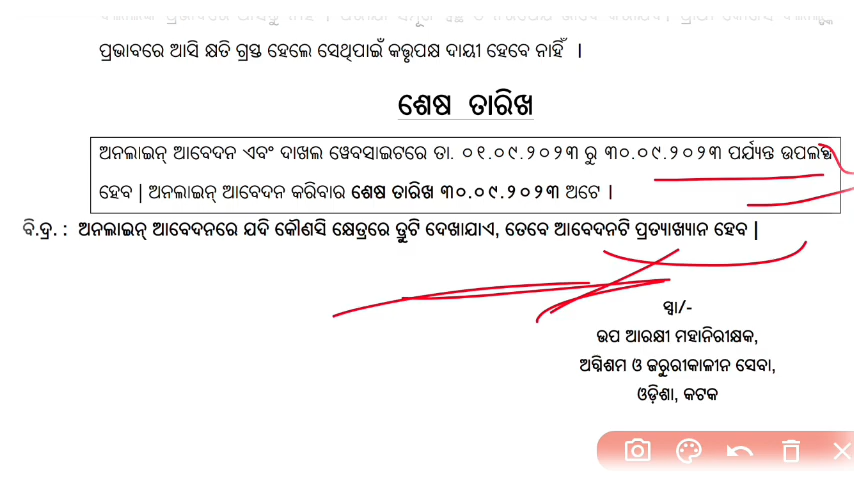 ପ୍ରଭାବରେ ଆସି କ୍ଷତି ଗ୍ରସ୍ତ ହେଲେ ସେଥିପାଇଁ କର୍ତ୍ତୃପକ୍ଷ ଦାୟୀ ହେବେ ନାହିଁ ।
ଶେଷ ତାରିଖ
ଅନଲାଇନ୍ ଆବେଦନ ଏବଂ ଦାଖଲ ୱେବସାଇଟରେ ତା. ୦୧.୦୯.୨୦୨୩ ରୁ ୩୦.୦୯.୨୦୨୩ ପର୍ଯ୍ୟନ୍ତ ଉପଲବ୍ଧ
ହେବ | ଅନଲାଇନ୍ ଆବେଦନ କରିବାର ଶେଷ ତାରିଖ ୩୦.୦୯.୨୦୨୩ ଅଟେ ।
ବି.ଦ୍ର. : ଅନଲାଇନ୍ ଆବେଦନରେ ଯଦି କୌଣସି କ୍ଷେତ୍ରରେ ତ୍ରୁଟି ଦେଖାଯାଏ, ତେବେ ଆବେଦନଟି ପ୍ରତ୍ୟାଖ୍ୟାନ ହେବ |
ସ୍ୱା/-
ଉପ ଆରକ୍ଷୀ ମହାନିରୀକ୍ଷକ,
ଅଗ୍ନିଶମ ଓ ଜରୁରୀକାଳୀନ ସେବା,
ଓଡ଼ିଶା, କଟକ